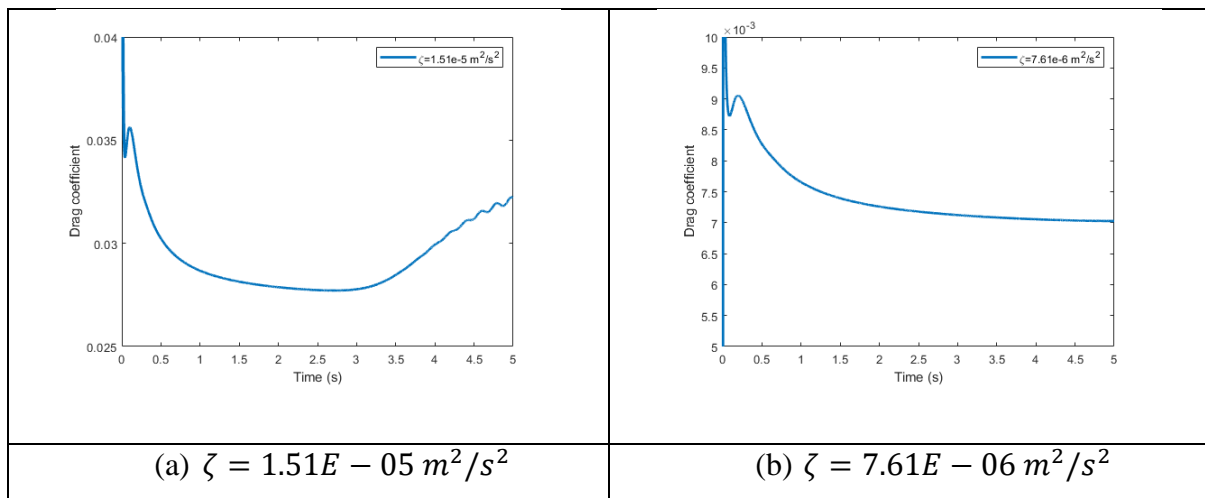 0.04
0.035
0.03
0.025
Drag coefficient
0 0.5 1 1.5 2 2.5 3 3.5 4 4.5 5
Time (s)
ζ=1.51e-5 m²/s²
×10⁻³
10
9.5
9
8.5
8
7.5
7
6.5
6
5.5
5
Drag coefficient
0 0.5 1 1.5 2 2.5 3 3.5 4 4.5 5
Time (s)
ζ=7.61e-6 m²/s²
(a) ζ = 1.51E − 05 m²/s²
(b) ζ = 7.61E − 06 m²/s²